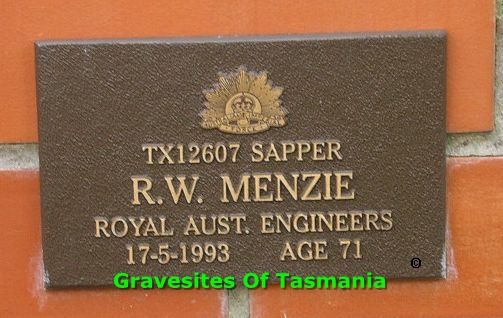 TX12607 SAPPER
R.W. MENZIE
ROYAL AUST. ENGINEERS
17-5-1993 AGE 71
©
Gravesites Of Tasmania